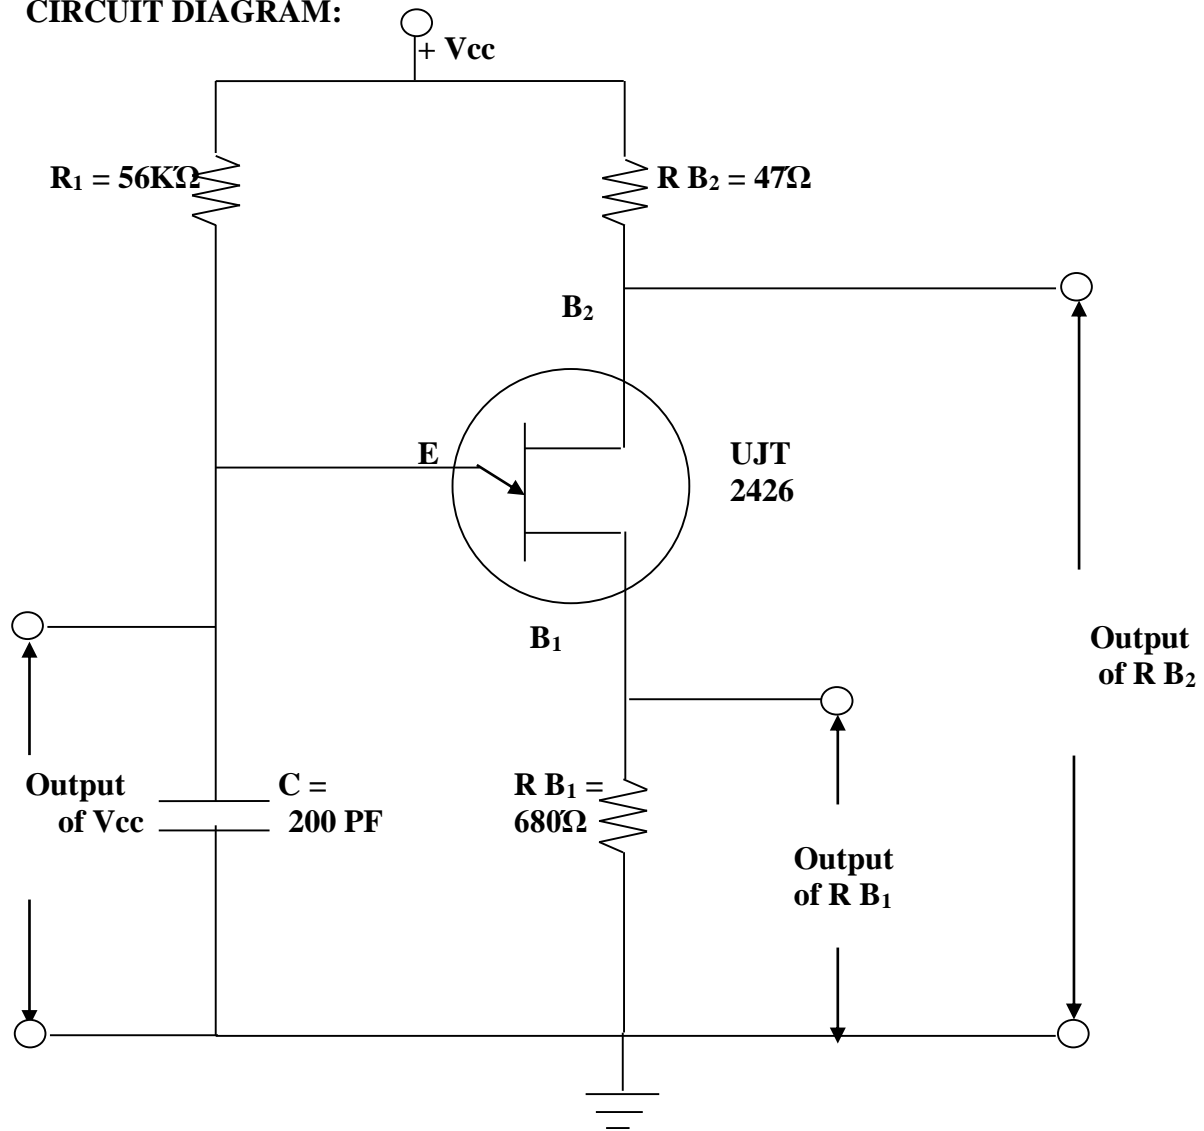 CIRCUIT DIAGRAM:
+ Vcc
R₁ = 56KΩ
R B₂ = 47Ω
B₂
E
UJT
2426
B₁
Output
of R B₂
Output
of Vcc
C =
200 PF
R B₁ =
680Ω
Output
of R B₁